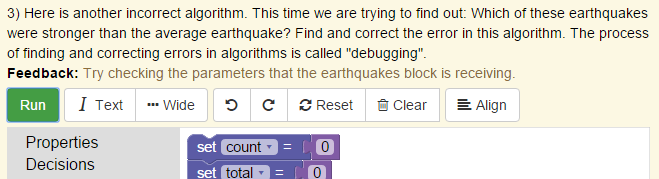 3) Here is another incorrect algorithm. This time we are trying to find out: Which of these earthquakes
were stronger than the average earthquake? Find and correct the error in this algorithm. The process
of finding and correcting errors in algorithms is called "debugging".
Feedback: Try checking the parameters that the earthquakes block is receiving.
Run I Text ••• Wide Reset Clear Align
Properties
Decisions
set count = 0
set total = 0